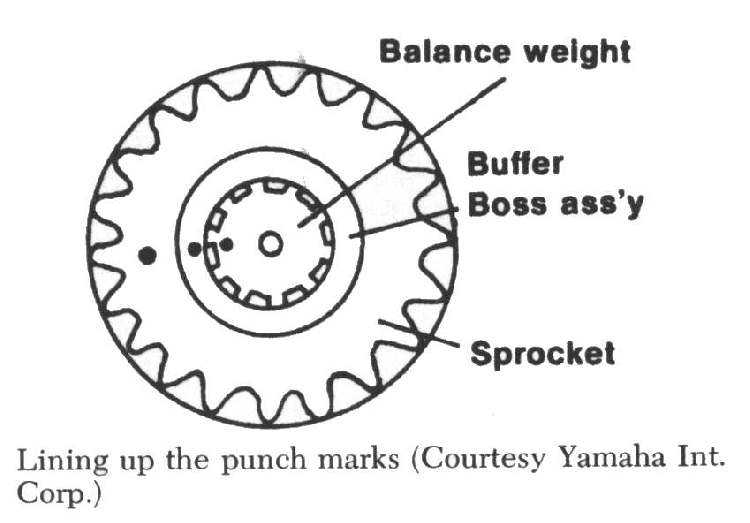 Balance weight
Buffer
Boss ass'y
Sprocket
Lining up the punch marks (Courtesy Yamaha Int.
Corp.)